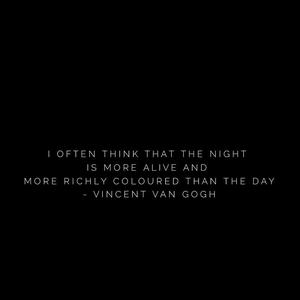 I OFTEN THINK THAT THE NIGHT
IS MORE ALIVE AND
MORE RICHLY COLOURED THAN THE DAY
- VINCENT VAN GOGH